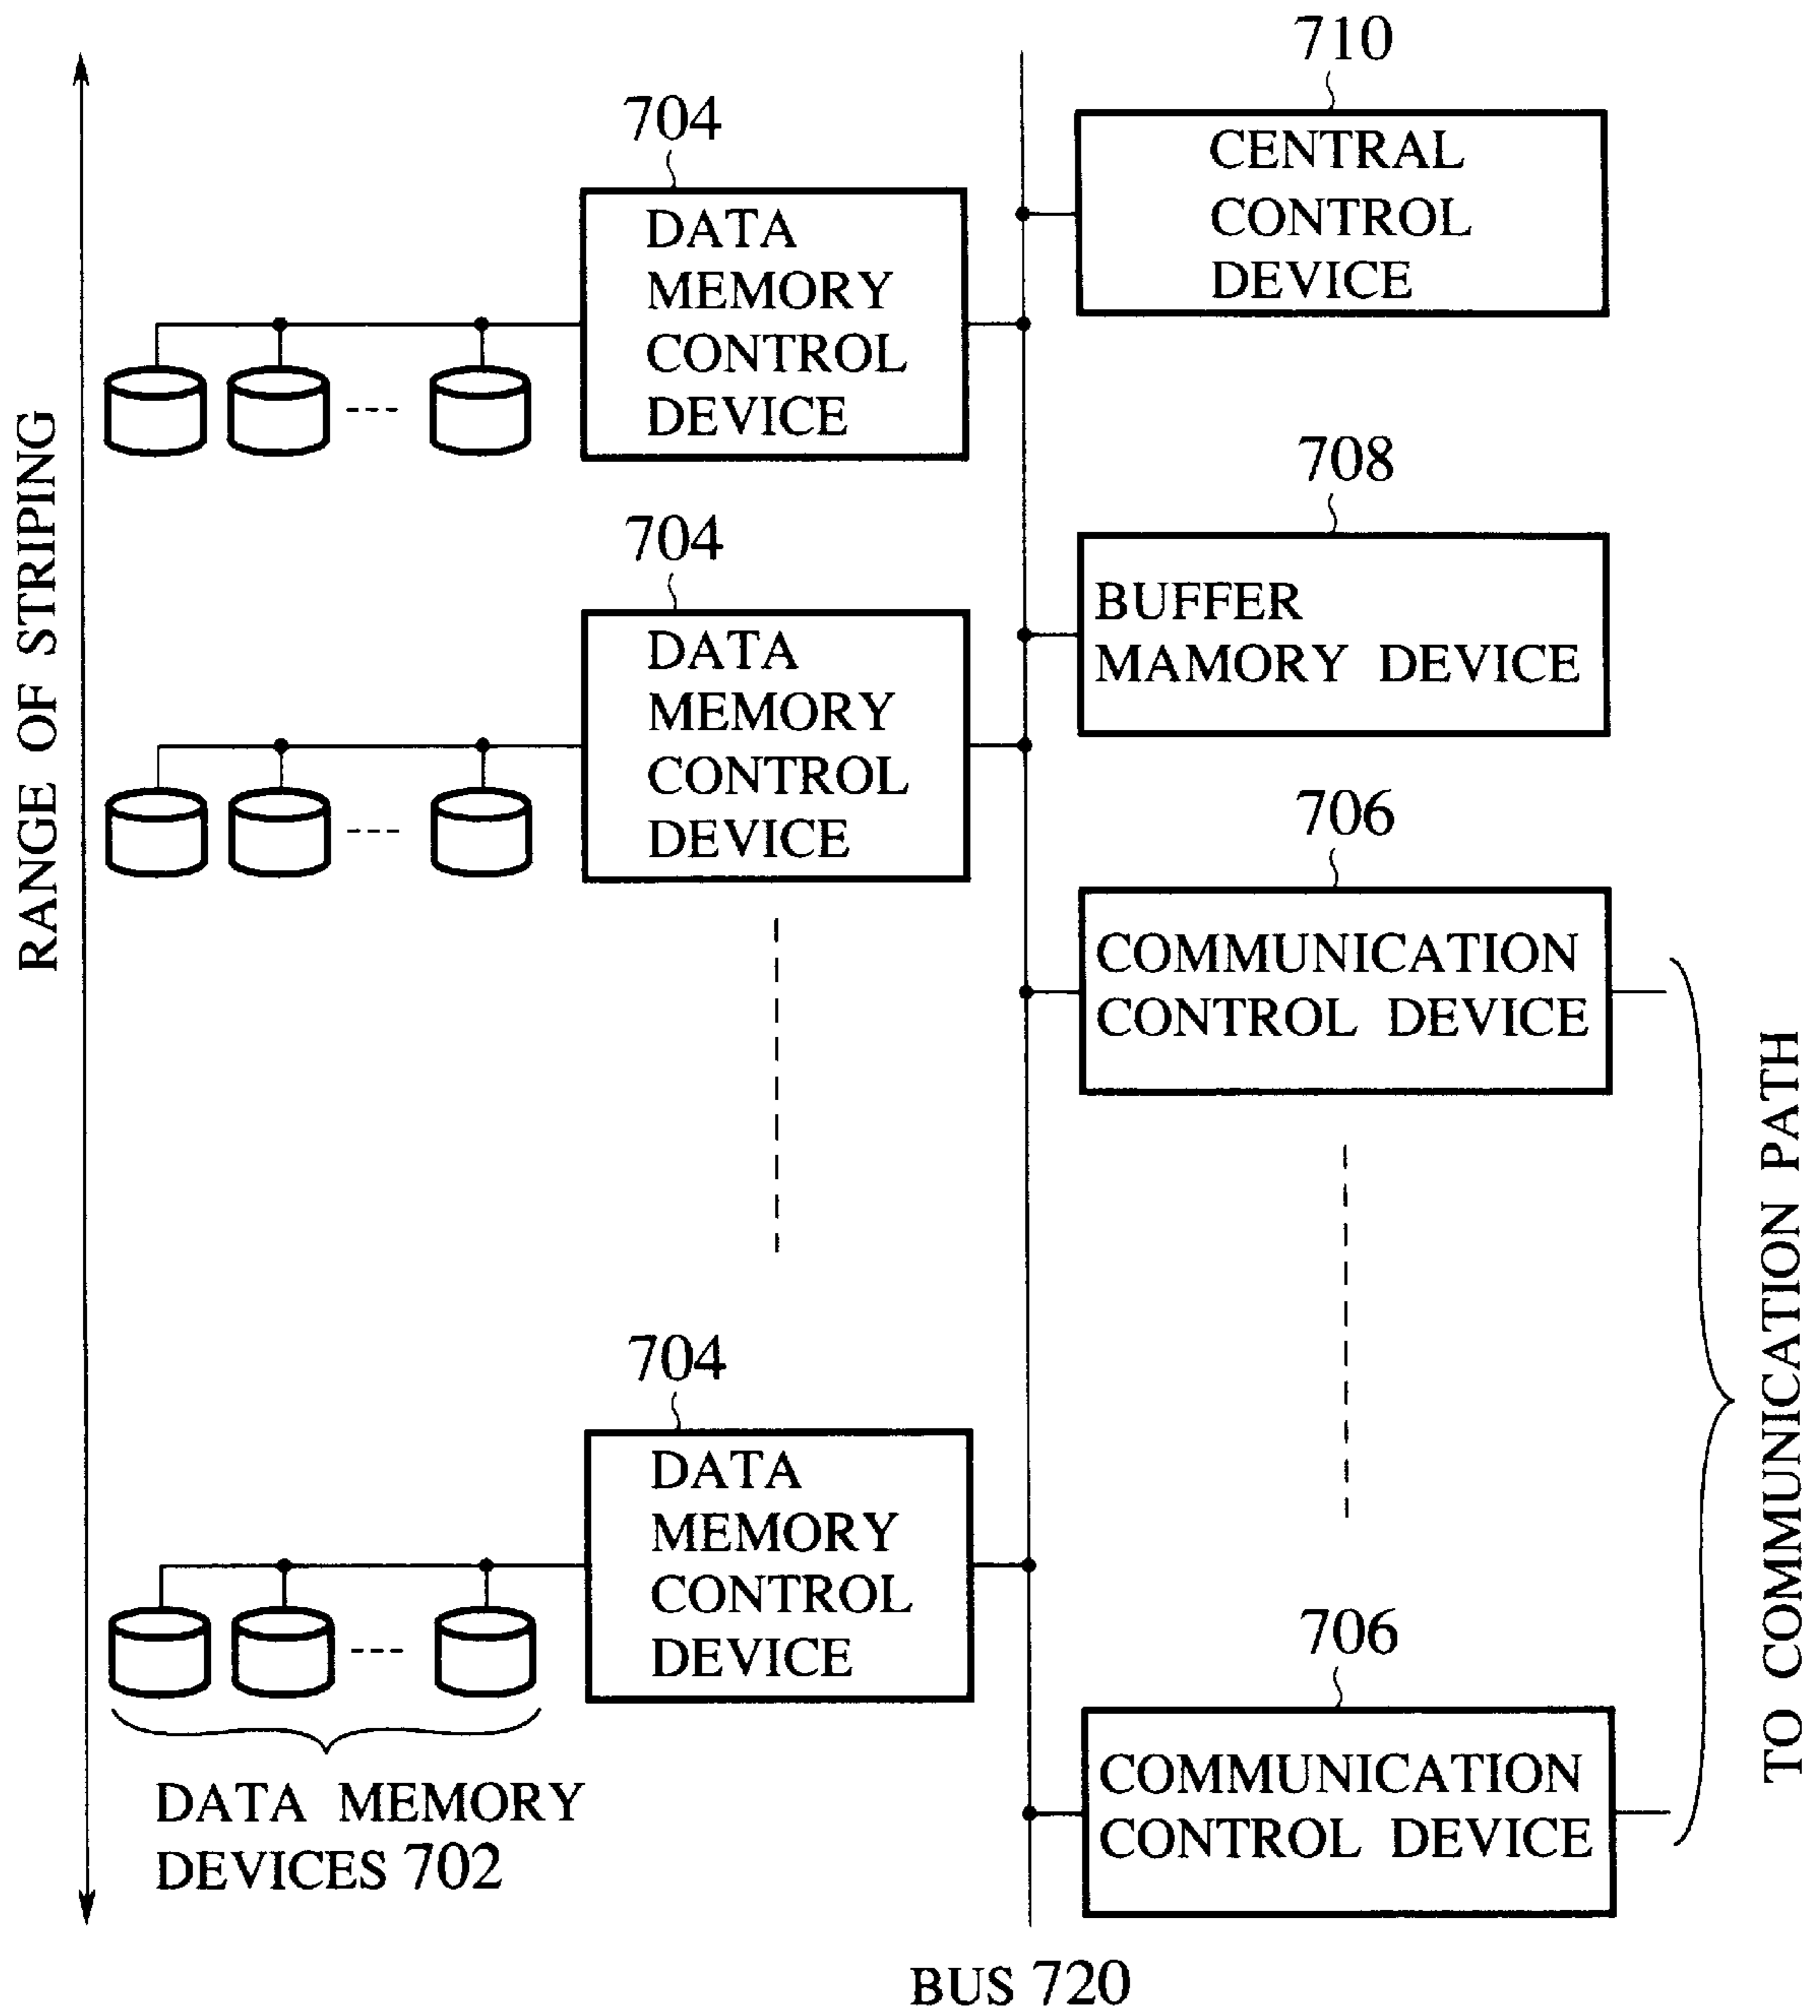 710
CENTRAL
CONTROL
DEVICE
704
DATA
MEMORY
CONTROL
DEVICE
708
BUFFER
MAMORY DEVICE
704
DATA
MEMORY
CONTROL
DEVICE
706
COMMUNICATION
CONTROL DEVICE
RANGE OF STRIPING
TO COMMUNICATION PATH
704
DATA
MEMORY
CONTROL
DEVICE
706
COMMUNICATION
CONTROL DEVICE
DATA MEMORY
DEVICES 702
BUS 720